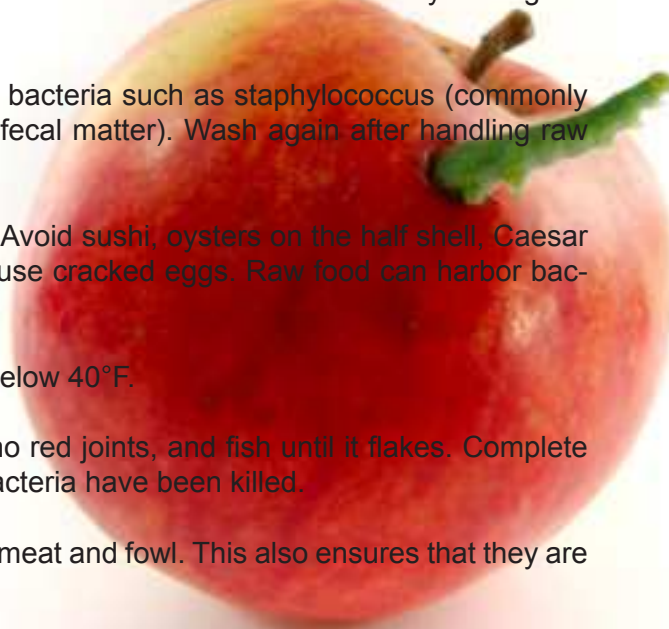 bacteria such as staphylococcus (commonly
fecal matter). Wash again after handling raw
Avoid sushi, oysters on the half shell, Caesar
use cracked eggs. Raw food can harbor bac-
elow 40°F.
no red joints, and fish until it flakes. Complete
acteria have been killed.
meat and fowl. This also ensures that they are